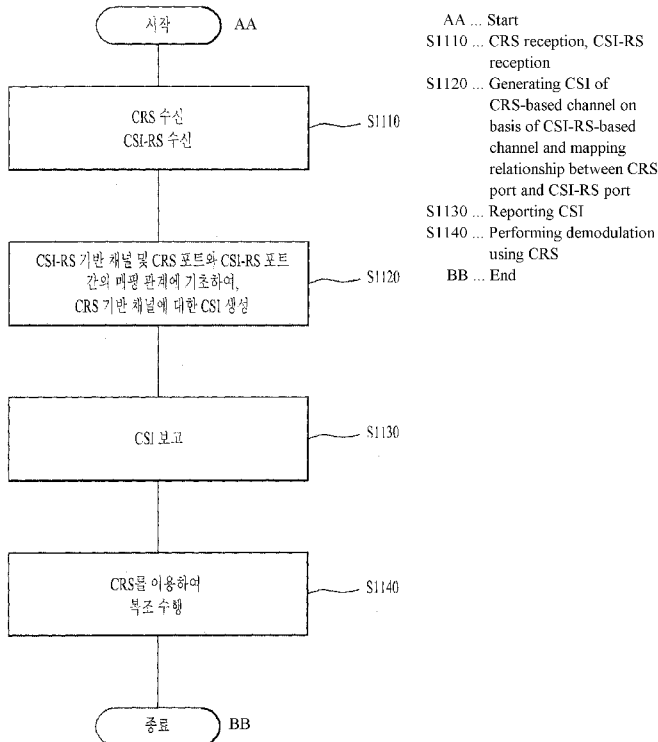 시작
AA
CRS 수신
CSI-RS 수신
S1110
CSI-RS 기반 채널 및 CRS 포트와 CSI-RS 포트
간의 맵핑 관계에 기초하여,
CRS 기반 채널에 대한 CSI 생성
S1120
CSI 보고
S1130
CRS를 이용하여
복조 수행
S1140
종료
BB
AA ... Start
S1110 ... CRS reception, CSI-RS
reception
S1120 ... Generating CSI of
CRS-based channel on
basis of CSI-RS-based
channel and mapping
relationship between CRS
port and CSI-RS port
S1130 ... Reporting CSI
S1140 ... Performing demodulation
using CRS
BB ... End